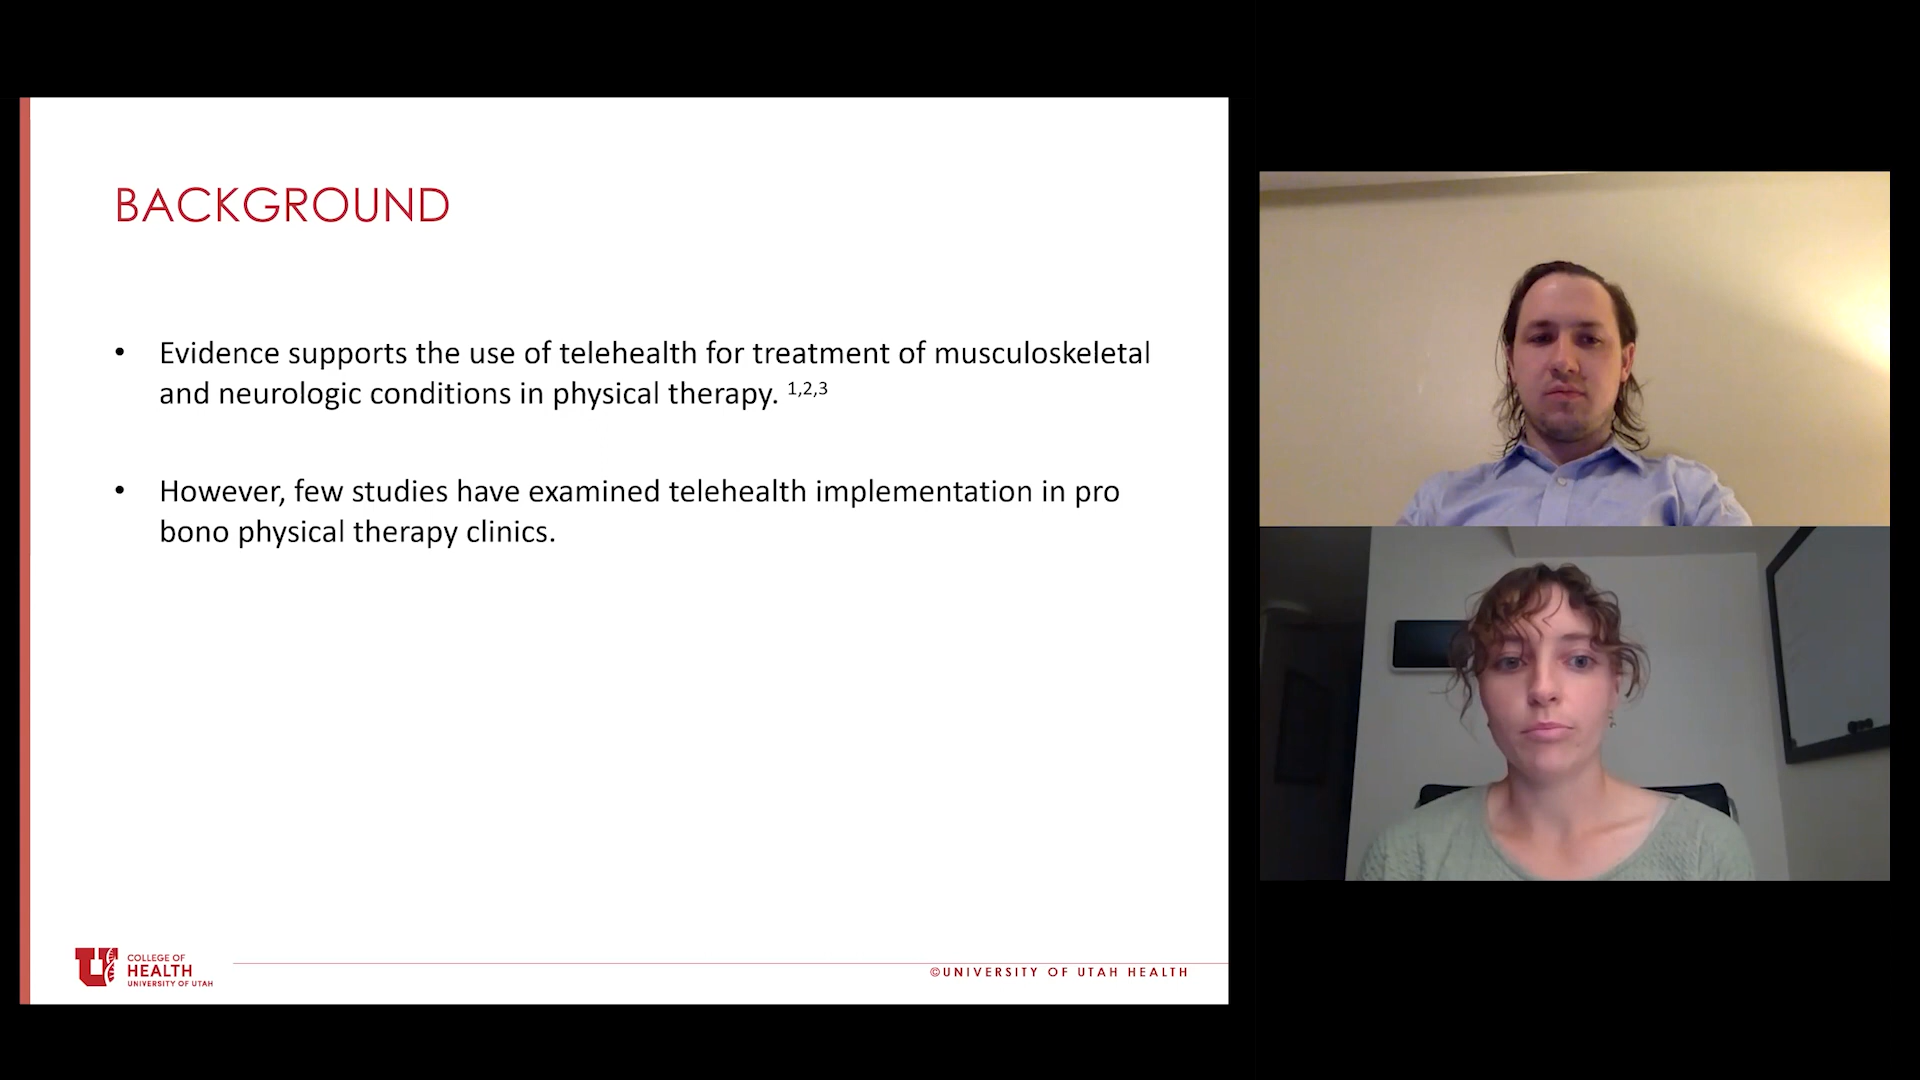 BACKGROUND
• Evidence supports the use of telehealth for treatment of musculoskeletal
and neurologic conditions in physical therapy. 1,2,3
• However, few studies have examined telehealth implementation in pro
bono physical therapy clinics.
COLLEGE OF
HEALTH
UNIVERSITY OF UTAH
©UNIVERSITY OF UTAH HEALTH